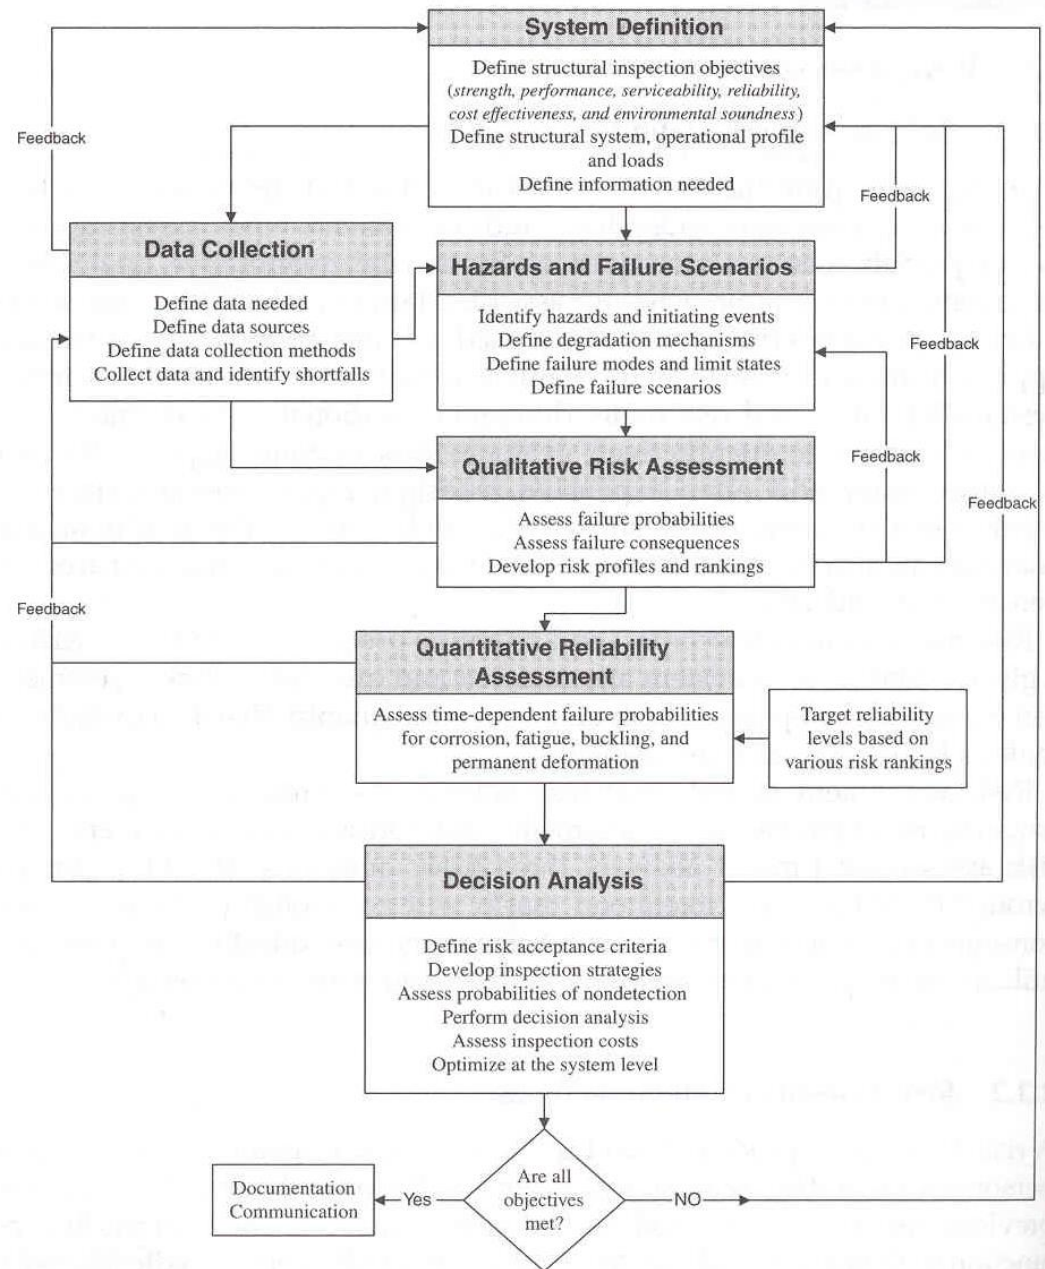 System Definition
Define structural inspection objectives
(strength, performance, serviceability, reliability,
cost effectiveness, and environmental soundness)
Define structural system, operational profile
and loads
Define information needed
Feedback
Feedback
Data Collection
Define data needed
Define data sources
Define data collection methods
Collect data and identify shortfalls
Hazards and Failure Scenarios
Identify hazards and initiating events
Define degradation mechanisms
Define failure modes and limit states
Define failure scenarios
Feedback
Qualitative Risk Assessment
Assess failure probabilities
Assess failure consequences
Develop risk profiles and rankings
Feedback
Feedback
Feedback
Quantitative Reliability
Assessment
Assess time-dependent failure probabilities
for corrosion, fatigue, buckling, and
permanent deformation
Target reliability
levels based on
various risk rankings
Decision Analysis
Define risk acceptance criteria
Develop inspection strategies
Assess probabilities of nondetection
Perform decision analysis
Assess inspection costs
Optimize at the system level
Are all
objectives
met?
Yes
NO
Documentation
Communication